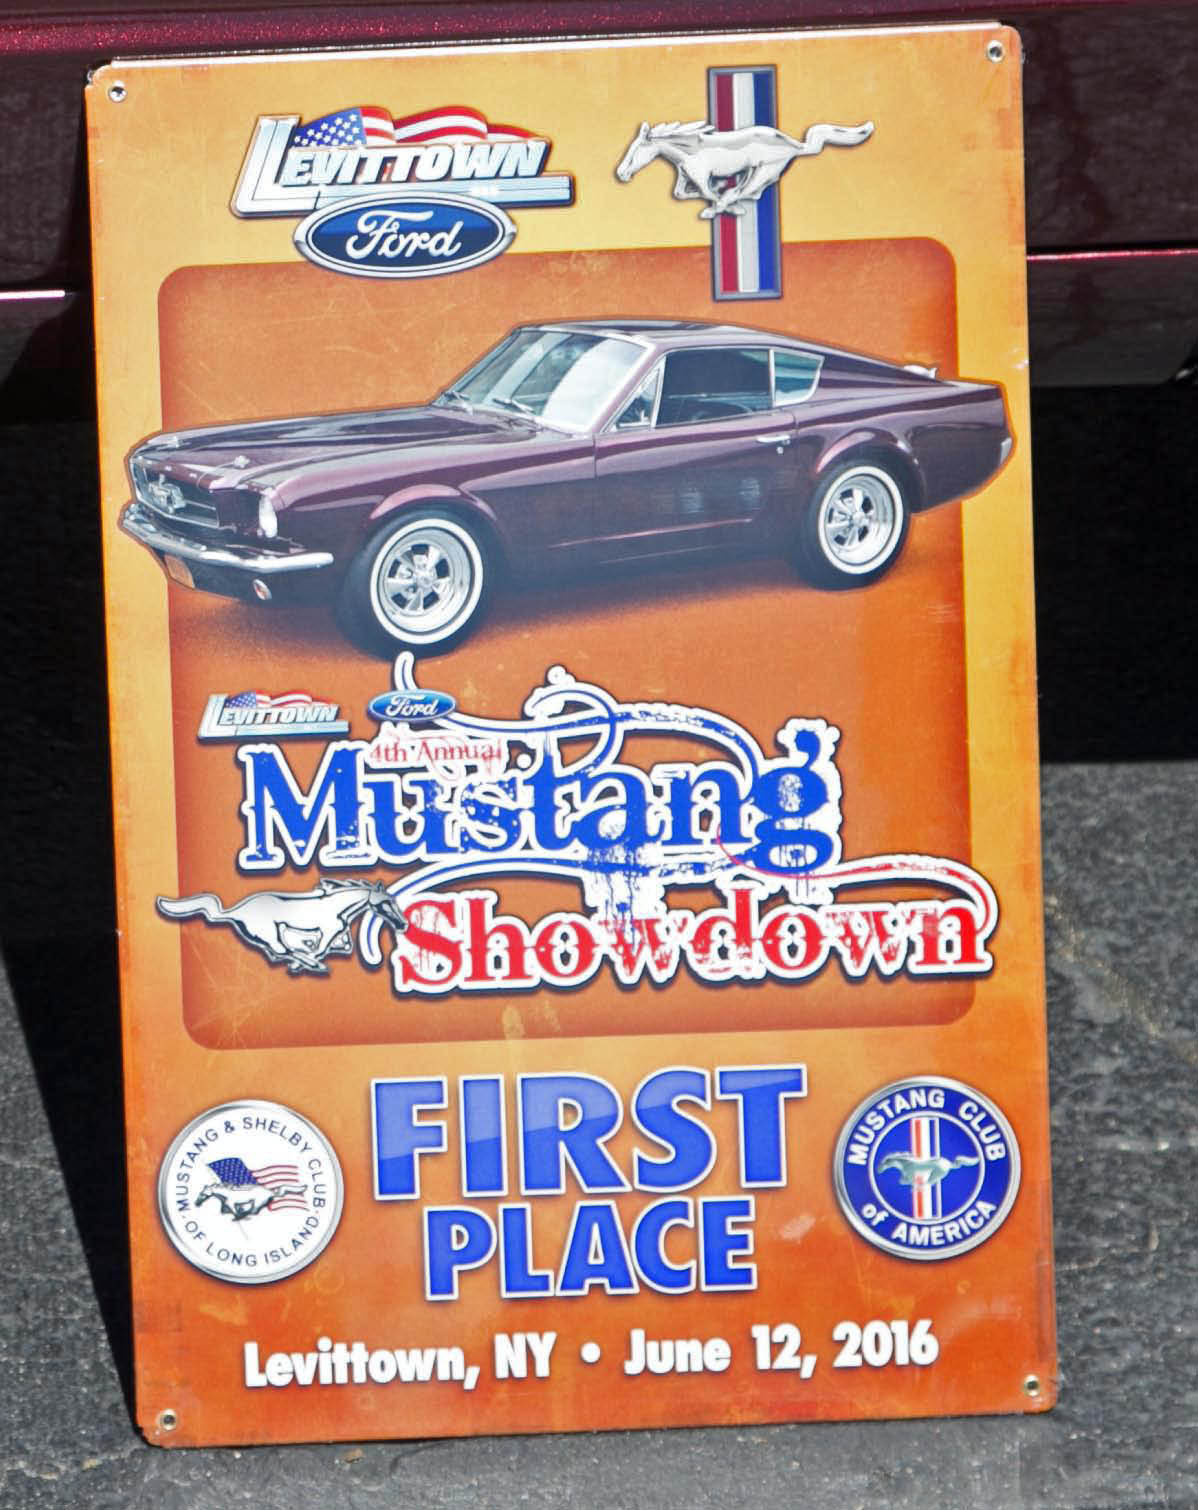 LEVITTOWN
Ford
LEVITTOWN
Ford
4th Annual
Mustang
Showdown
FIRST
PLACE
MUSTANG & SHELBY CLUB
· OF LONG ISLAND ·
MUSTANG CLUB
of AMERICA
Levittown, NY • June 12, 2016